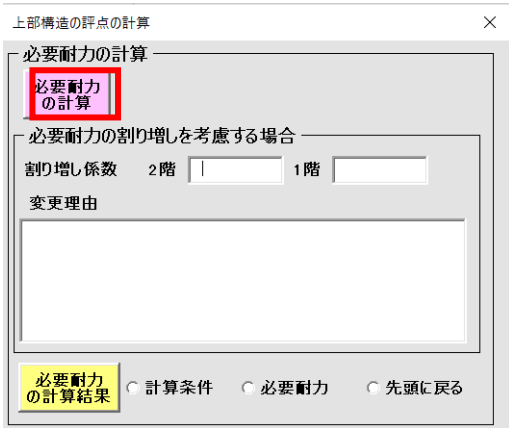 上部構造の評点の計算
必要耐力の計算
必要耐力
の計算
必要耐力の割り増しを考慮する場合
割り増し係数 2階 1階
変更理由
必要耐力
の計算結果
計算条件 必要耐力 先頭に戻る